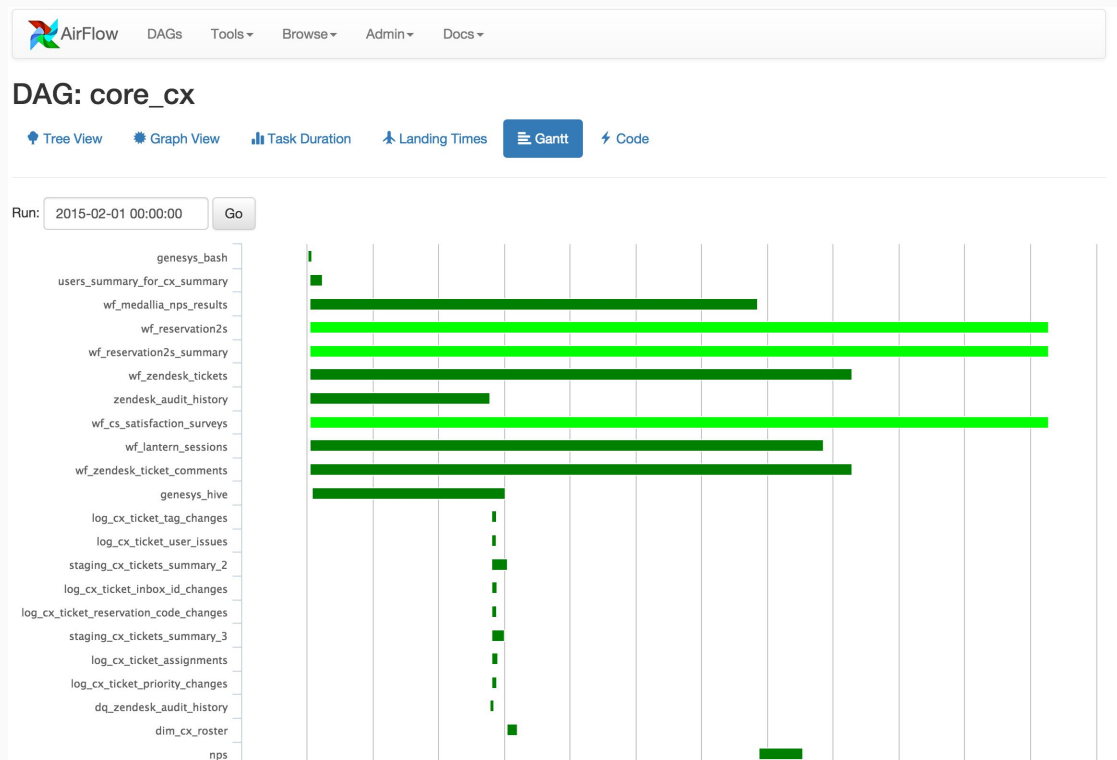 AirFlow DAGs Tools Browse Admin Docs
DAG: core_cx
Tree View Graph View Task Duration Landing Times Gantt Code
Run: 2015-02-01 00:00:00 Go
genesys_bash
users_summary_for_cx_summary
wf_medallia_nps_results
wf_reservation2s
wf_reservation2s_summary
wf_zendesk_tickets
zendesk_audit_history
wf_cs_satisfaction_surveys
wf_lantern_sessions
wf_zendesk_ticket_comments
genesys_hive
log_cx_ticket_tag_changes
log_cx_ticket_user_issues
staging_cx_tickets_summary_2
log_cx_ticket_inbox_id_changes
log_cx_ticket_reservation_code_changes
staging_cx_tickets_summary_3
log_cx_ticket_assignments
log_cx_ticket_priority_changes
dq_zendesk_audit_history
dim_cx_roster
nps